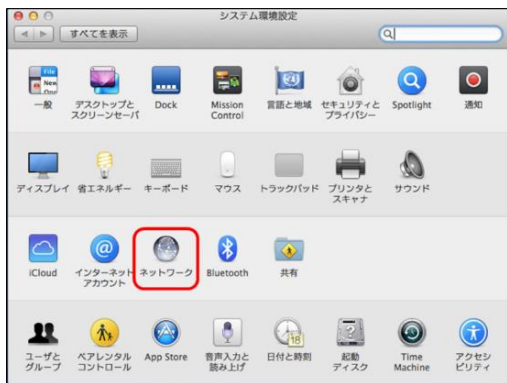 システム環境設定
すべてを表示
File
New
一般
デスクトップと
スクリーンセーバ
Dock
Mission
Control
言語と地域
セキュリティと
プライバシー
Spotlight
通知
ディスプレイ
省エネルギー
キーボード
マウス
トラックパッド
プリンタと
スキャナ
サウンド
iCloud
インターネット
アカウント
ネットワーク
Bluetooth
共有
ユーザと
グループ
ペアレンタル
コントロール
App Store
音声入力と
読み上げ
18
日付と時刻
起動
ディスク
Time
Machine
アクセシ
ビリティ